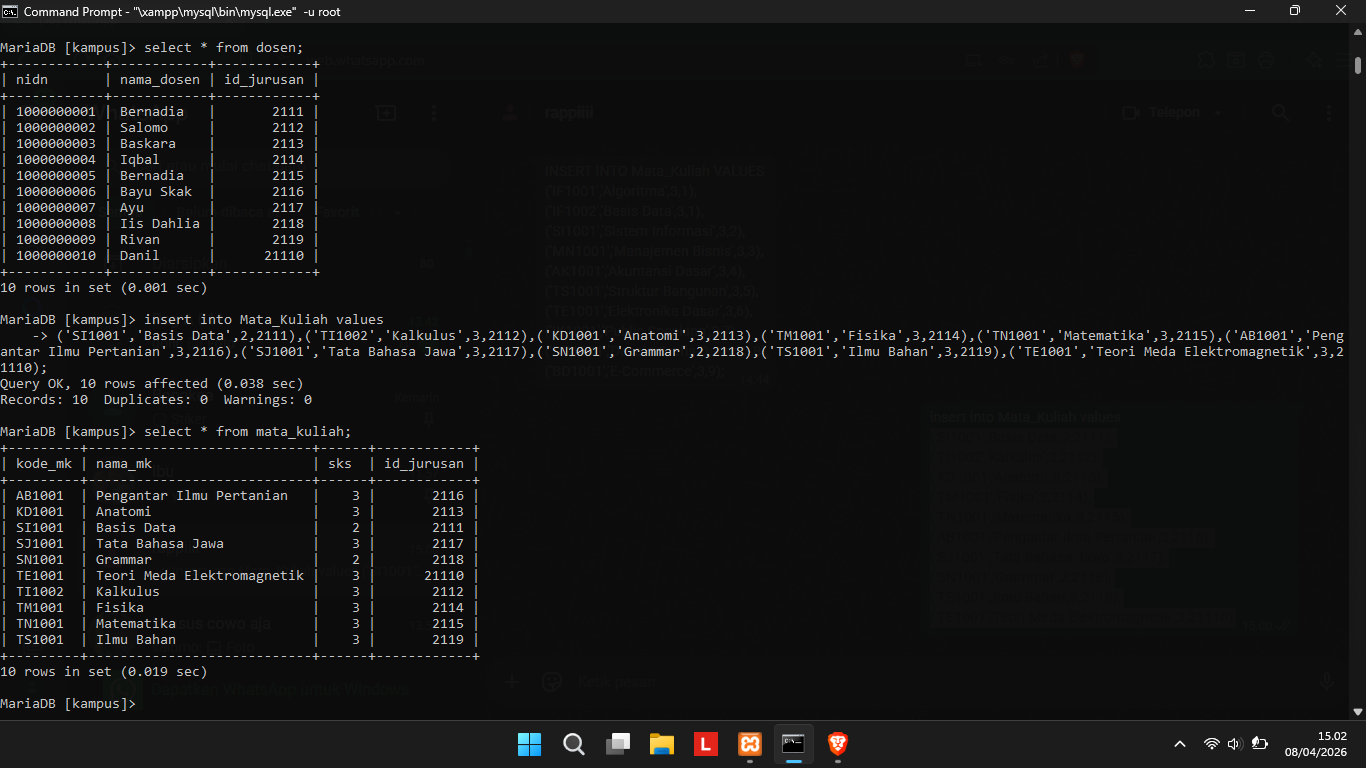 Command Prompt - "\xampp\mysql\bin\mysql.exe" -u root
MariaDB [kampus]> select * from dosen;
+------------+------------+------------+
| nidn       | nama_dosen | id_jurusan |
+------------+------------+------------+
| 1000000001 | Bernadia   |       2111 |
| 1000000002 | Salomo     |       2112 |
| 1000000003 | Baskara    |       2113 |
| 1000000004 | Iqbal      |       2114 |
| 1000000005 | Bernadia   |       2115 |
| 1000000006 | Bayu Skak  |       2116 |
| 1000000007 | Ayu        |       2117 |
| 1000000008 | Iis Dahlia |       2118 |
| 1000000009 | Rivan      |       2119 |
| 1000000010 | Danil      |      21110 |
+------------+------------+------------+
10 rows in set (0.001 sec)
MariaDB [kampus]> insert into Mata_Kuliah values
    -> ('SI1001','Basis Data',2,2111),('TI1002','Kalkulus',3,2112),('KD1001','Anatomi',3,2113),('TM1001','Fisika',3,2114),('TN1001','Matematika',3,2115),('AB1001','Peng
antar Ilmu Pertanian',3,2116),('SJ1001','Tata Bahasa Jawa',3,2117),('SN1001','Grammar',2,2118),('TS1001','Ilmu Bahan',3,2119),('TE1001','Teori Meda Elektromagnetik',3,2
1110);
Query OK, 10 rows affected (0.038 sec)
Records: 10  Duplicates: 0  Warnings: 0
MariaDB [kampus]> select * from mata_kuliah;
+---------+----------------------------+------+------------+
| kode_mk | nama_mk                    | sks  | id_jurusan |
+---------+----------------------------+------+------------+
| AB1001  | Pengantar Ilmu Pertanian   |    3 |       2116 |
| KD1001  | Anatomi                    |    3 |       2113 |
| SI1001  | Basis Data                 |    2 |       2111 |
| SJ1001  | Tata Bahasa Jawa           |    3 |       2117 |
| SN1001  | Grammar                    |    2 |       2118 |
| TE1001  | Teori Meda Elektromagnetik |    3 |      21110 |
| TI1002  | Kalkulus                   |    3 |       2112 |
| TM1001  | Fisika                     |    3 |       2114 |
| TN1001  | Matematika                 |    3 |       2115 |
| TS1001  | Ilmu Bahan                 |    3 |       2119 |
+---------+----------------------------+------+------------+
10 rows in set (0.019 sec)
MariaDB [kampus]>
L
15.02
08/04/2026